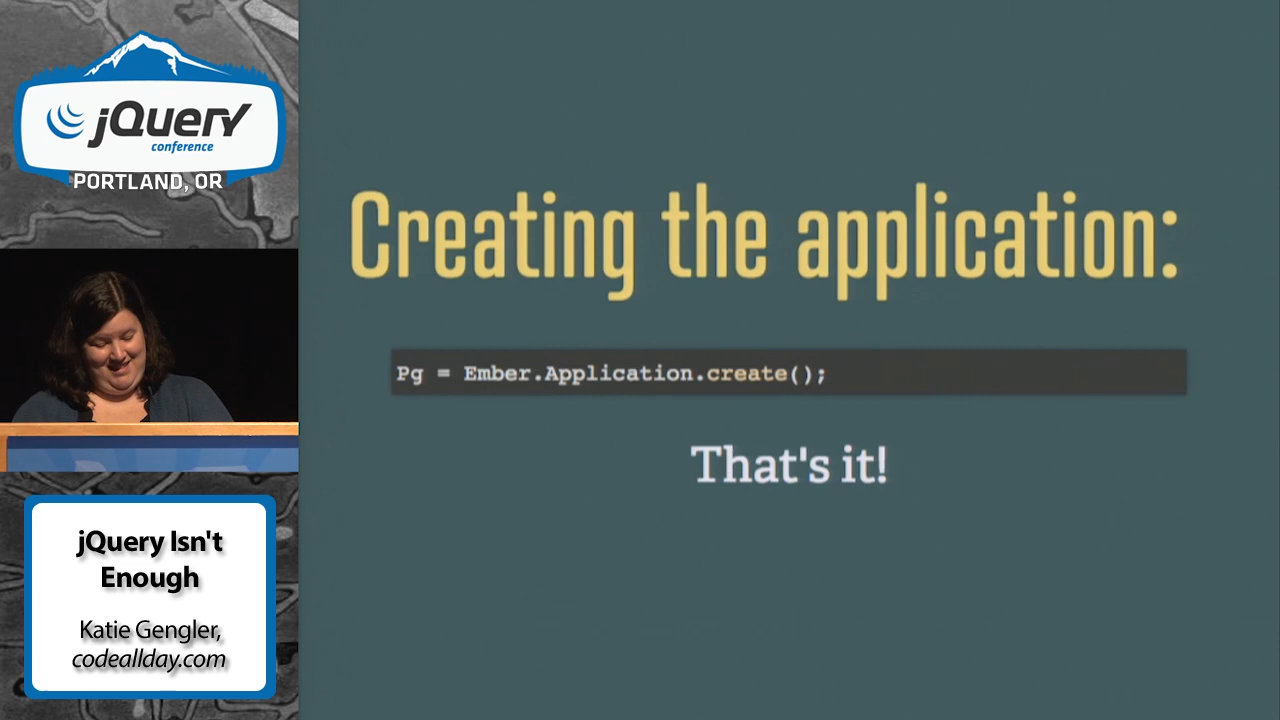 jQuery
conference
PORTLAND, OR
Creating the application:
Pg = Ember.Application.create();
That's it!
jQuery Isn't
Enough
Katie Gengler,
codeallday.com